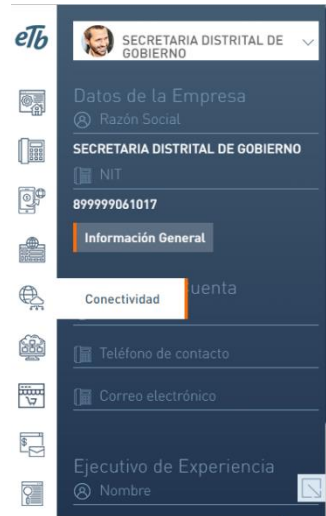 eTb
SECRETARIA DISTRITAL DE
GOBIERNO
Datos de la Empresa
Razón Social
SECRETARIA DISTRITAL DE GOBIERNO
NIT
899999061017
Información General
uenta
Conectividad
Teléfono de contacto
Correo electrónico
Ejecutivo de Experiencia
Nombre